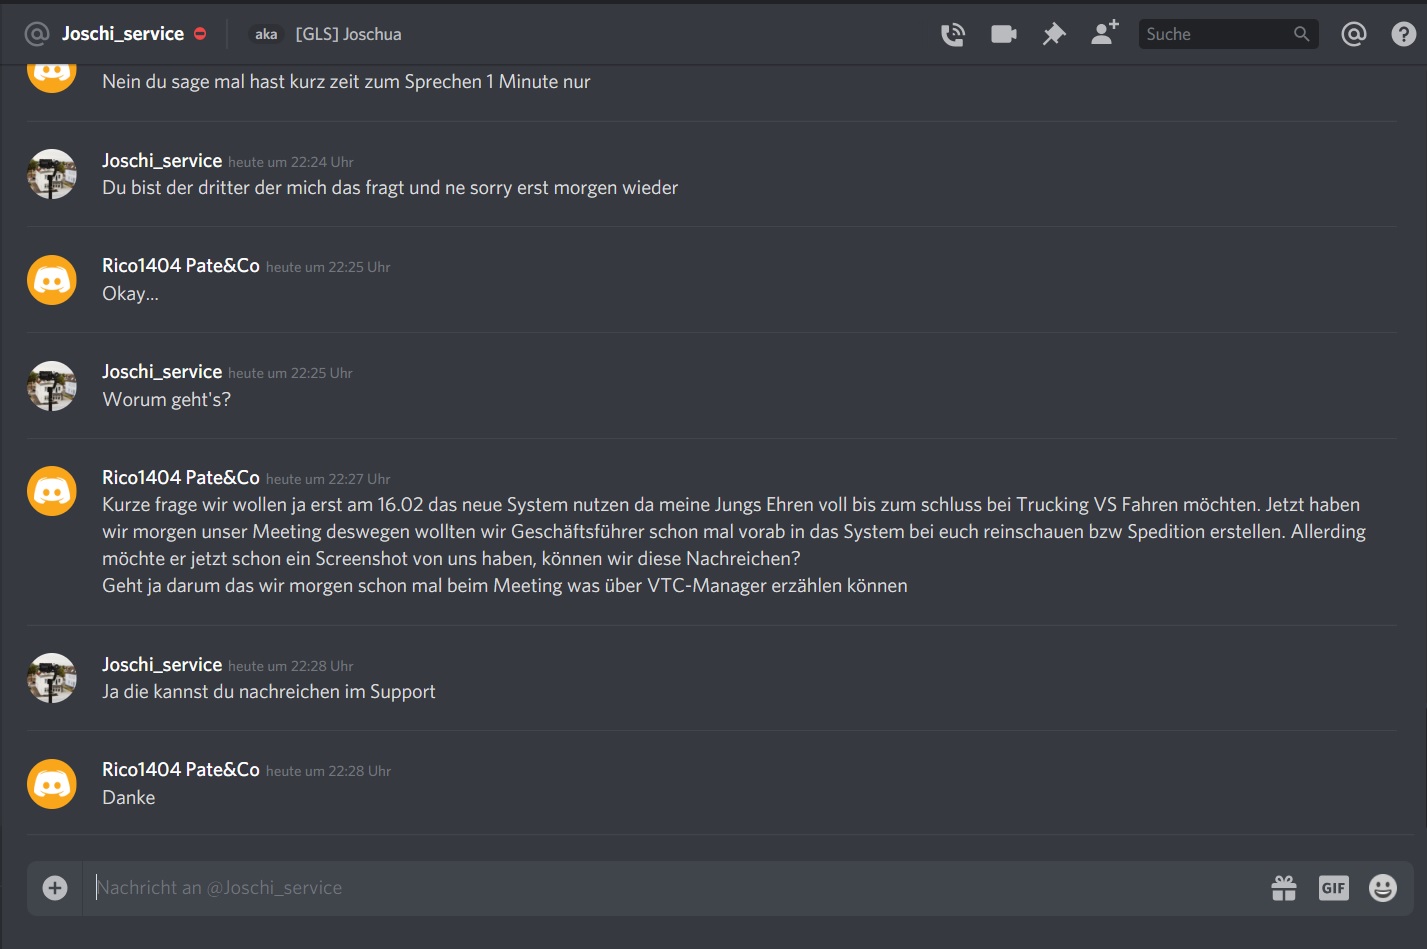 Joschi_service aka [GLS] Joschua Suche
Nein du sage mal hast kurz zeit zum Sprechen 1 Minute nur
Joschi_service heute um 22:24 Uhr
Du bist der dritter der mich das fragt und ne sorry erst morgen wieder
Rico1404 Pate&Co heute um 22:25 Uhr
Okay...
Joschi_service heute um 22:25 Uhr
Worum geht's?
Rico1404 Pate&Co heute um 22:27 Uhr
Kurze frage wir wollen ja erst am 16.02 das neue System nutzen da meine Jungs Ehren voll bis zum schluss bei Trucking VS Fahren möchten. Jetzt haben
wir morgen unser Meeting deswegen wollten wir Geschäftsführer schon mal vorab in das System bei euch reinschauen bzw Spedition erstellen. Allerding
möchte er jetzt schon ein Screenshot von uns haben, können wir diese Nachreichen?
Geht ja darum das wir morgen schon mal beim Meeting was über VTC-Manager erzählen können
Joschi_service heute um 22:28 Uhr
Ja die kannst du nachreichen im Support
Rico1404 Pate&Co heute um 22:28 Uhr
Danke
Nachricht an @Joschi_service GIF